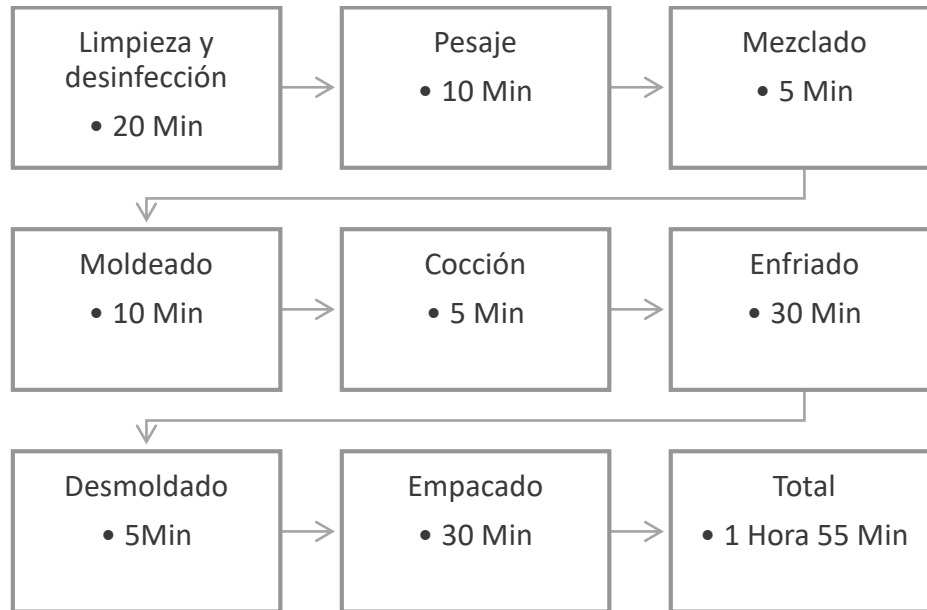 Limpieza y
desinfección
• 20 Min
Pesaje
• 10 Min
Mezclado
• 5 Min
Moldeado
• 10 Min
Cocción
• 5 Min
Enfriado
• 30 Min
Desmoldado
• 5Min
Empacado
• 30 Min
Total
• 1 Hora 55 Min